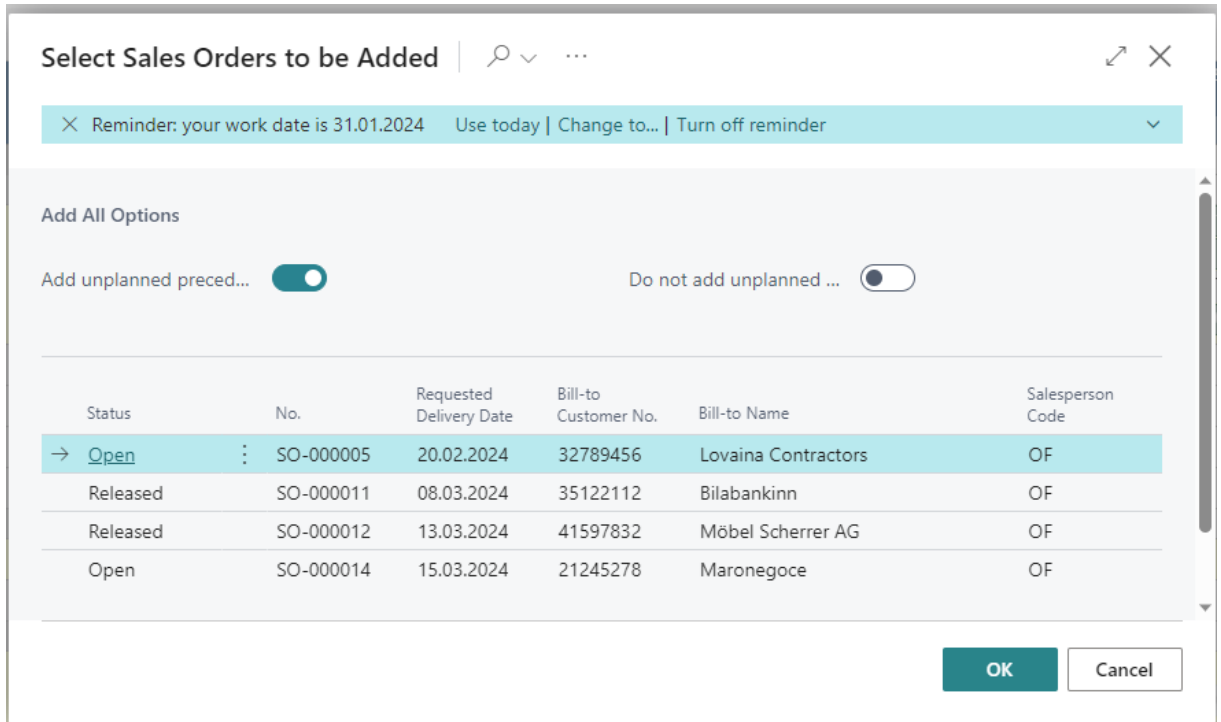 Select Sales Orders to be Added
Reminder: your work date is 31.01.2024 Use today | Change to... | Turn off reminder
Add All Options
Add unplanned preced... Do not add unplanned ...
Status No. Requested Delivery Date Bill-to Customer No. Bill-to Name Salesperson Code
Open SO-000005 20.02.2024 32789456 Lovaina Contractors OF
Released SO-000011 08.03.2024 35122112 Bilabankinn OF
Released SO-000012 13.03.2024 41597832 Möbel Scherrer AG OF
Open SO-000014 15.03.2024 21245278 Maronegoce OF
OK Cancel